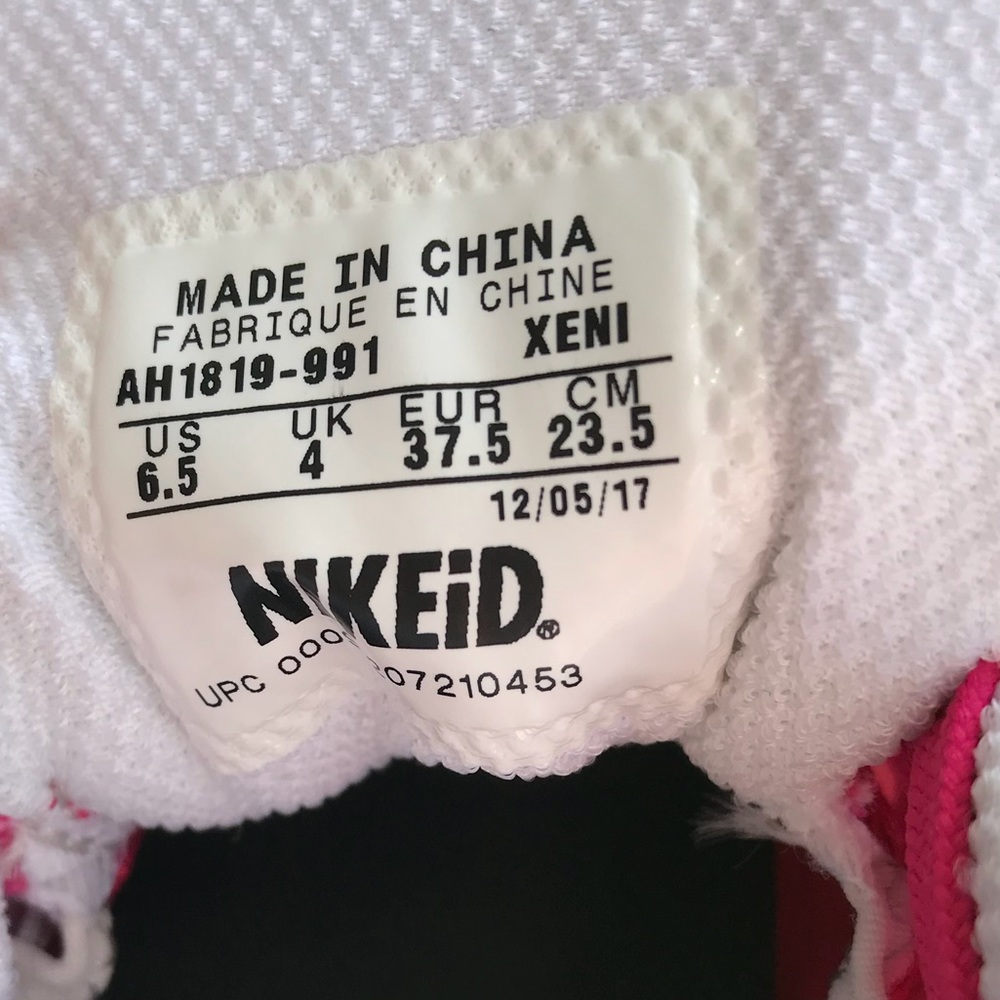 MADE IN CHINA
FABRIQUE EN CHINE
AH1819-991 XENI
US UK EUR CM
6.5 4 37.5 23.5
12/05/17
NIKEiD®
UPC